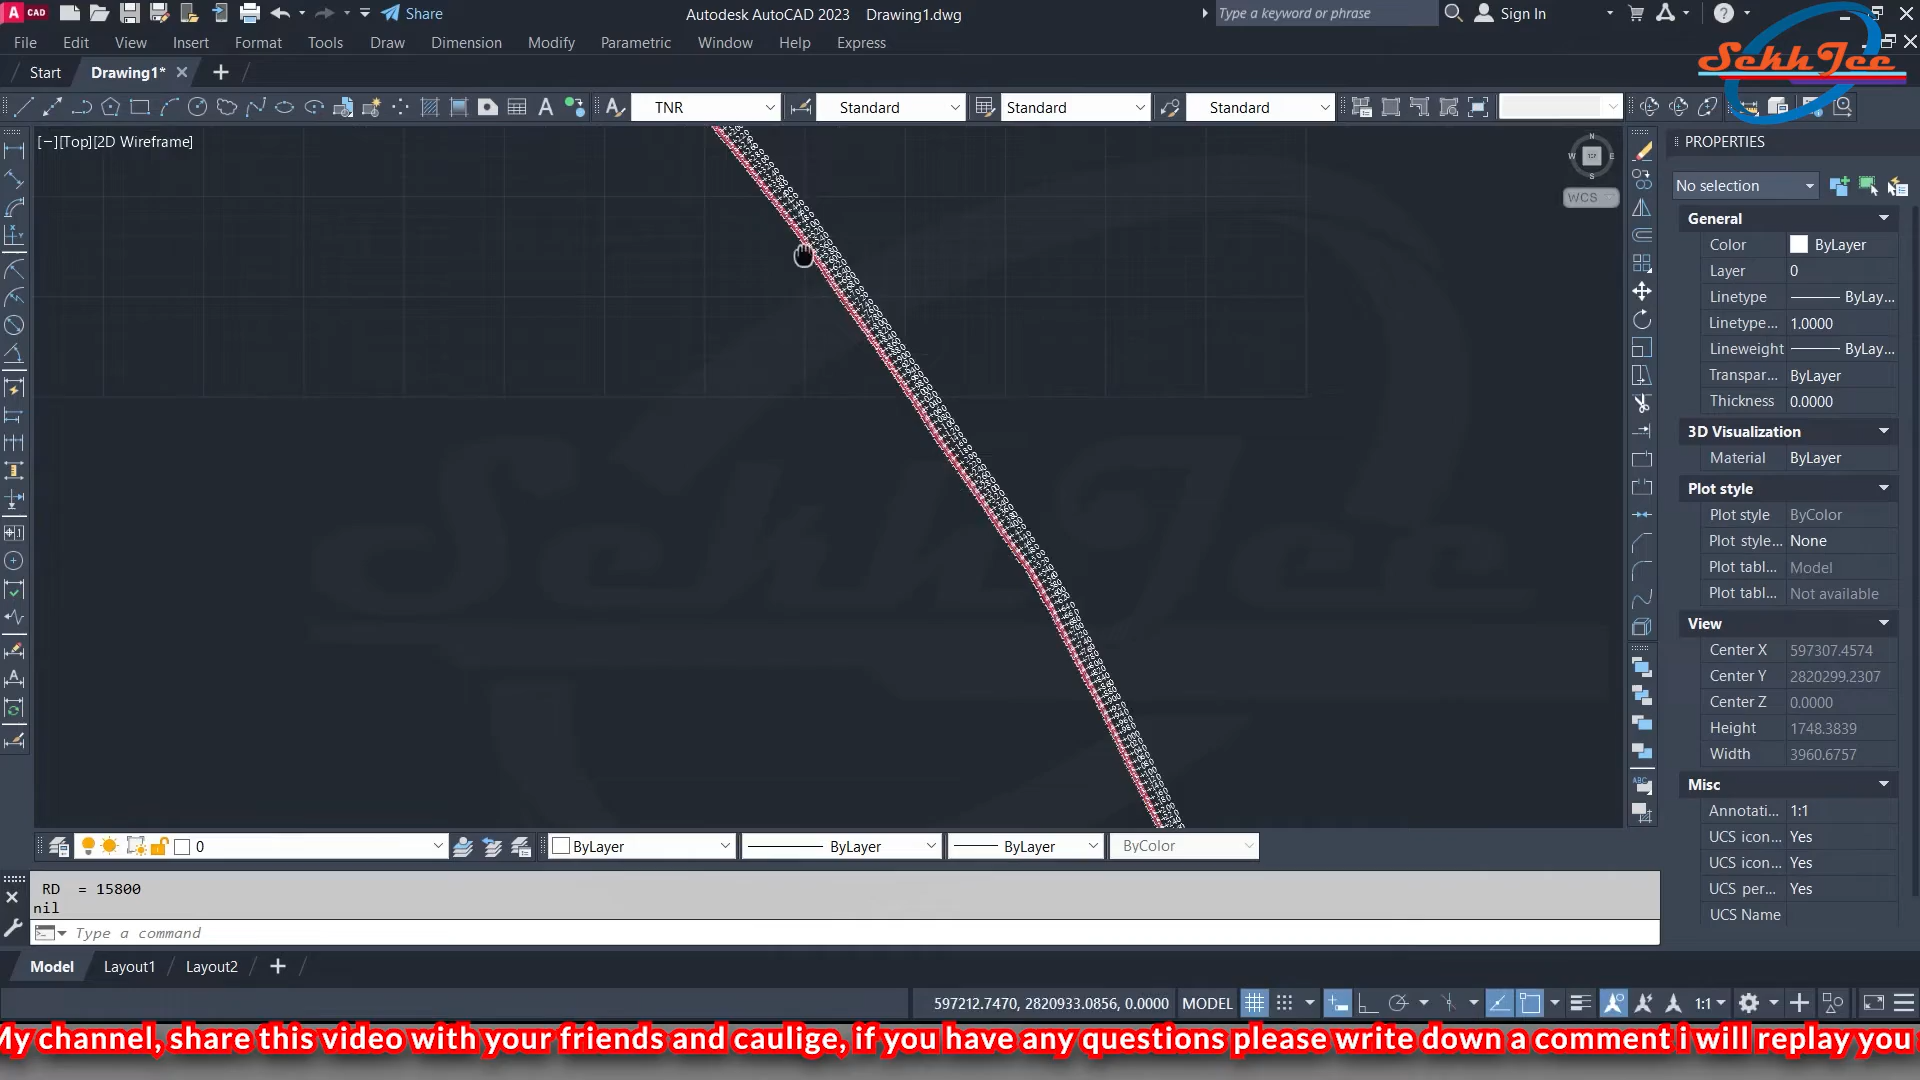 CAD
Share
Autodesk AutoCAD 2023 Drawing1.dwg
Type a keyword or phrase
Sign In
File Edit View Insert Format Tools Draw Dimension Modify Parametric Window Help Express
SekhJee
Start Drawing1*
TNR Standard Standard Standard
[−][Top][2D Wireframe]
N
W TOP E
S
WCS
PROPERTIES
No selection
General
Color ByLayer
Layer 0
Linetype ByLay...
Linetype... 1.0000
Lineweight ByLay...
Transpar... ByLayer
Thickness 0.0000
3D Visualization
Material ByLayer
Plot style
Plot style ByColor
Plot style... None
Plot tabl... Model
Plot tabl... Not available
View
Center X 597307.4574
Center Y 2820299.2307
Center Z 0.0000
Height 1748.3839
Width 3960.6757
Misc
Annotati... 1:1
UCS icon... Yes
UCS icon... Yes
UCS per... Yes
UCS Name
SekhJee
0 ByLayer ByLayer ByLayer ByColor
RD = 15800
nil
Type a command
Model Layout1 Layout2
597212.7470, 2820933.0856, 0.0000 MODEL 1:1
My channel, share this video with your friends and caulige, if you have any questions please write down a comment i will replay you